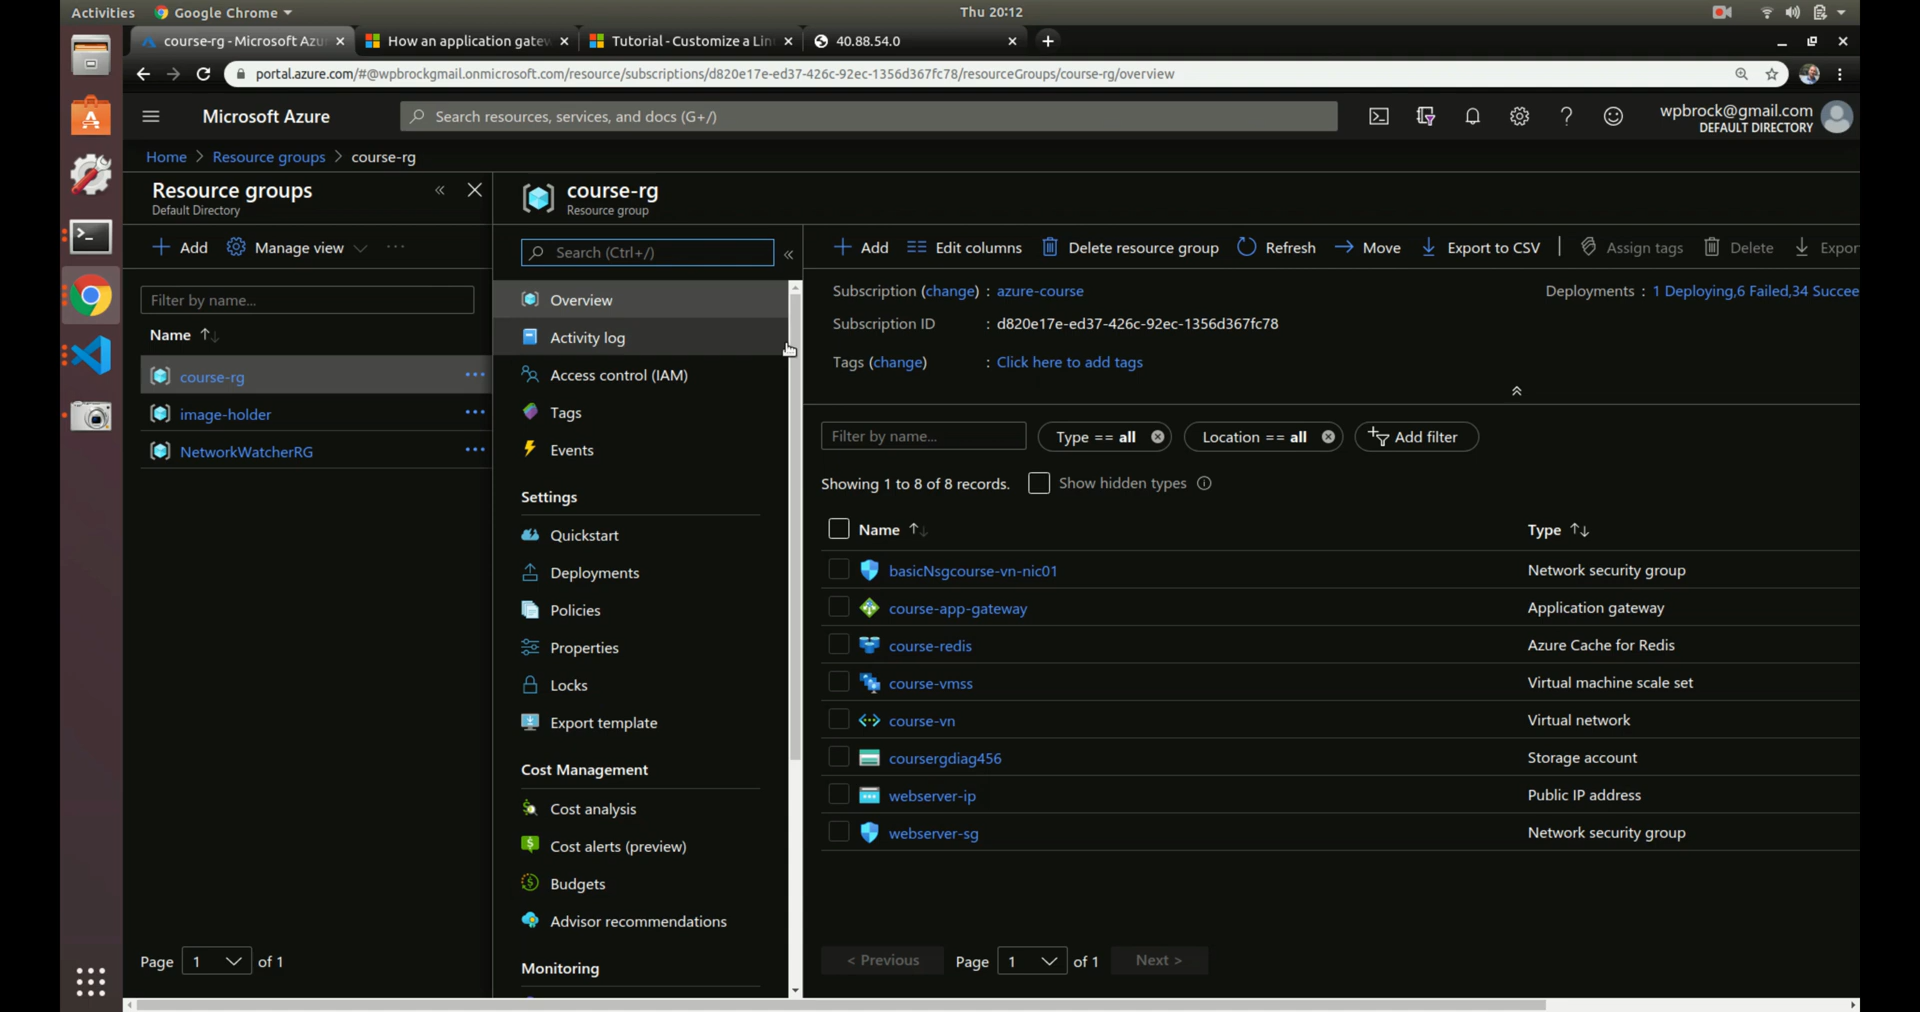 Activities
Google Chrome
Thu 20:12
course-rg - Microsoft Azu
How an application gatew
Tutorial - Customize a Lin
40.88.54.0
portal.azure.com/#@wpbrockgmail.onmicrosoft.com/resource/subscriptions/d820e17e-ed37-426c-92ec-1356d367fc78/resourceGroups/course-rg/overview
Microsoft Azure
Search resources, services, and docs (G+/)
wpbrock@gmail.com
DEFAULT DIRECTORY
Home > Resource groups > course-rg
Resource groups
Default Directory
Add
Manage view
Filter by name...
Name
course-rg
image-holder
NetworkWatcherRG
Page 1 of 1
course-rg
Resource group
Search (Ctrl+/)
Overview
Activity log
Access control (IAM)
Tags
Events
Settings
Quickstart
Deployments
Policies
Properties
Locks
Export template
Cost Management
Cost analysis
Cost alerts (preview)
Budgets
Advisor recommendations
Monitoring
Add
Edit columns
Delete resource group
Refresh
Move
Export to CSV
Assign tags
Delete
Expor
Subscription (change) : azure-course
Deployments : 1 Deploying,6 Failed,34 Succee
Subscription ID : d820e17e-ed37-426c-92ec-1356d367fc78
Tags (change) : Click here to add tags
Filter by name...
Type == all
Location == all
Add filter
Showing 1 to 8 of 8 records.
Show hidden types
Name
Type
basicNsgcourse-vn-nic01 Network security group
course-app-gateway Application gateway
course-redis Azure Cache for Redis
course-vmss Virtual machine scale set
course-vn Virtual network
coursergdiag456 Storage account
webserver-ip Public IP address
webserver-sg Network security group
< Previous
Page 1 of 1
Next >